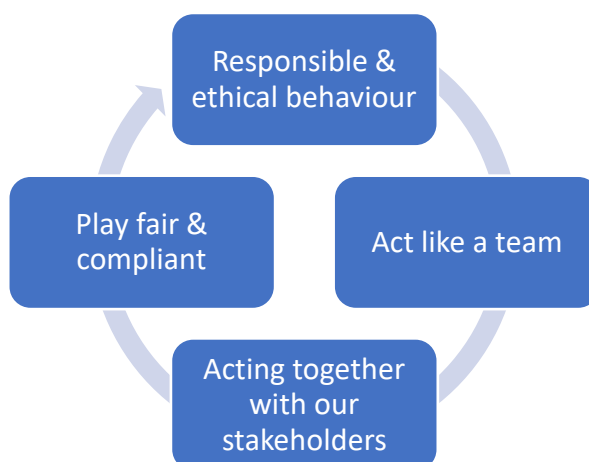 Responsible &
ethical behaviour
Act like a team
Acting together
with our
stakeholders
Play fair &
compliant